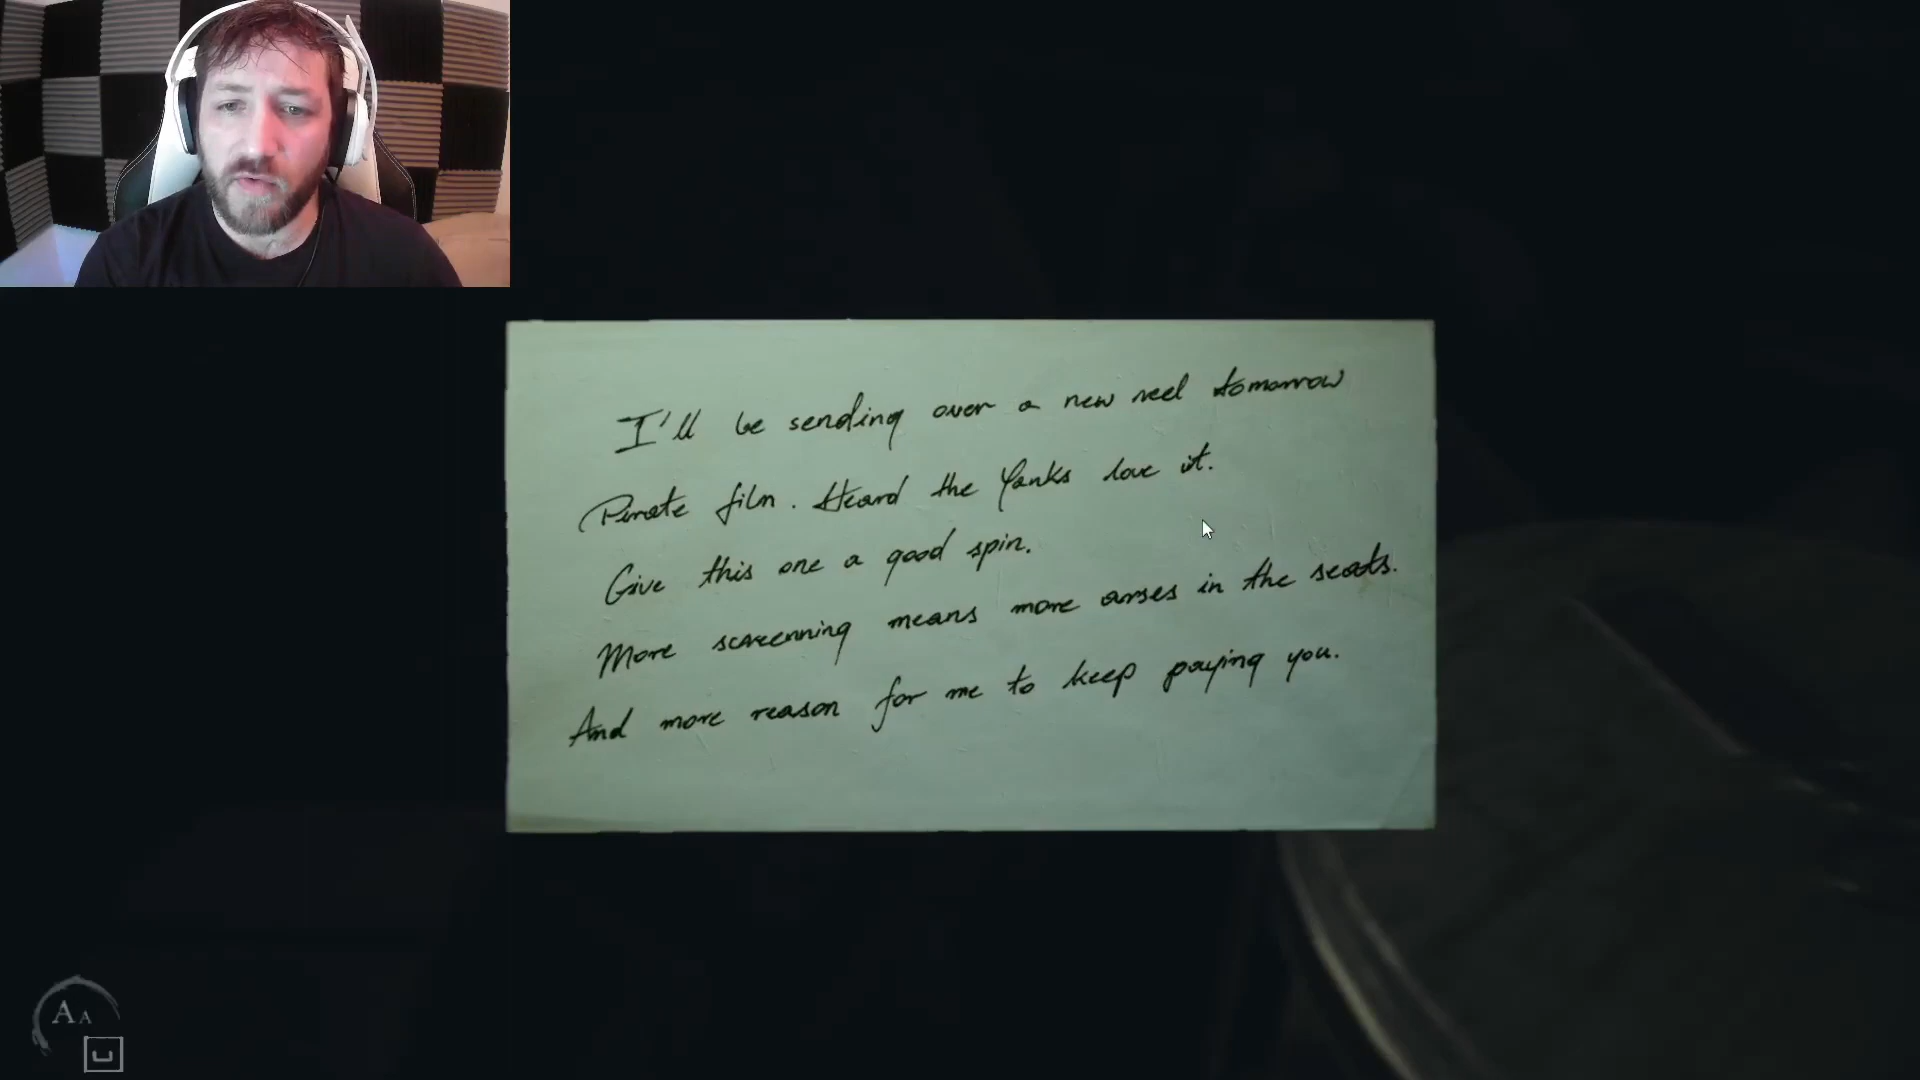 I'll be sending over a new reel tomorrow
Pirate film. Heard the Yanks love it.
Give this one a good spin.
More screenning means more arses in the seats.
And more reason for me to keep paying you.
A A